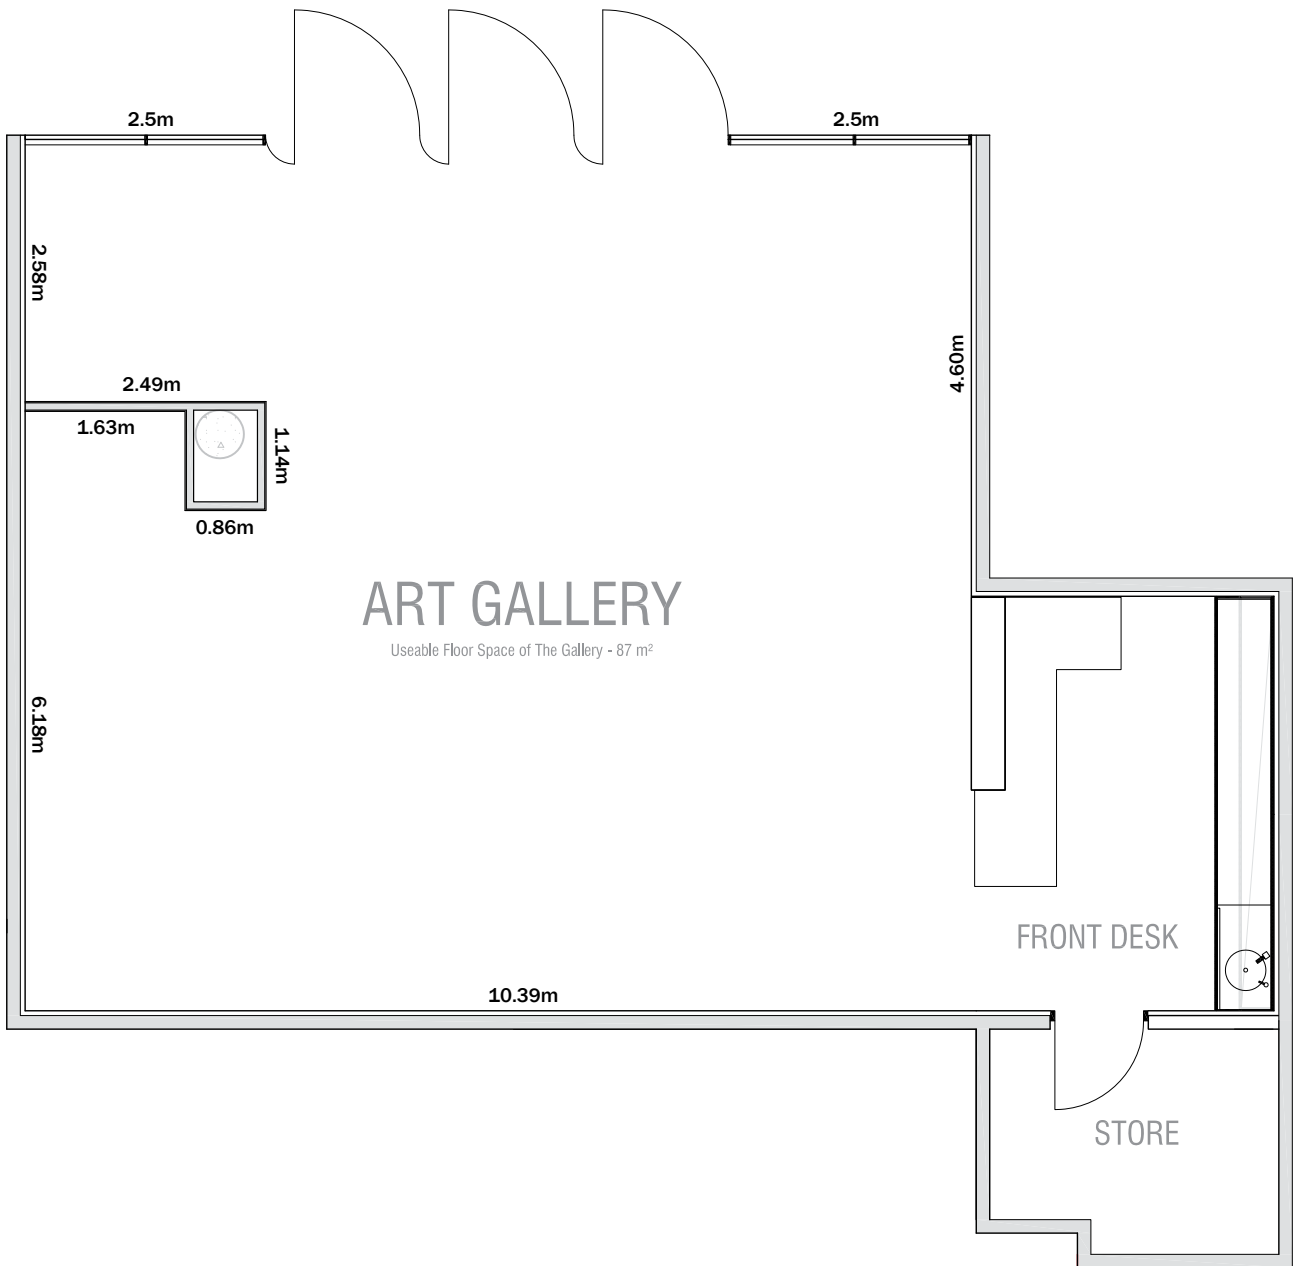 2.5m
2.5m
2.58m
4.60m
2.49m
1.63m
1.14m
0.86m
ART GALLERY
Useable Floor Space of The Gallery - 87 m²
6.18m
FRONT DESK
10.39m
STORE